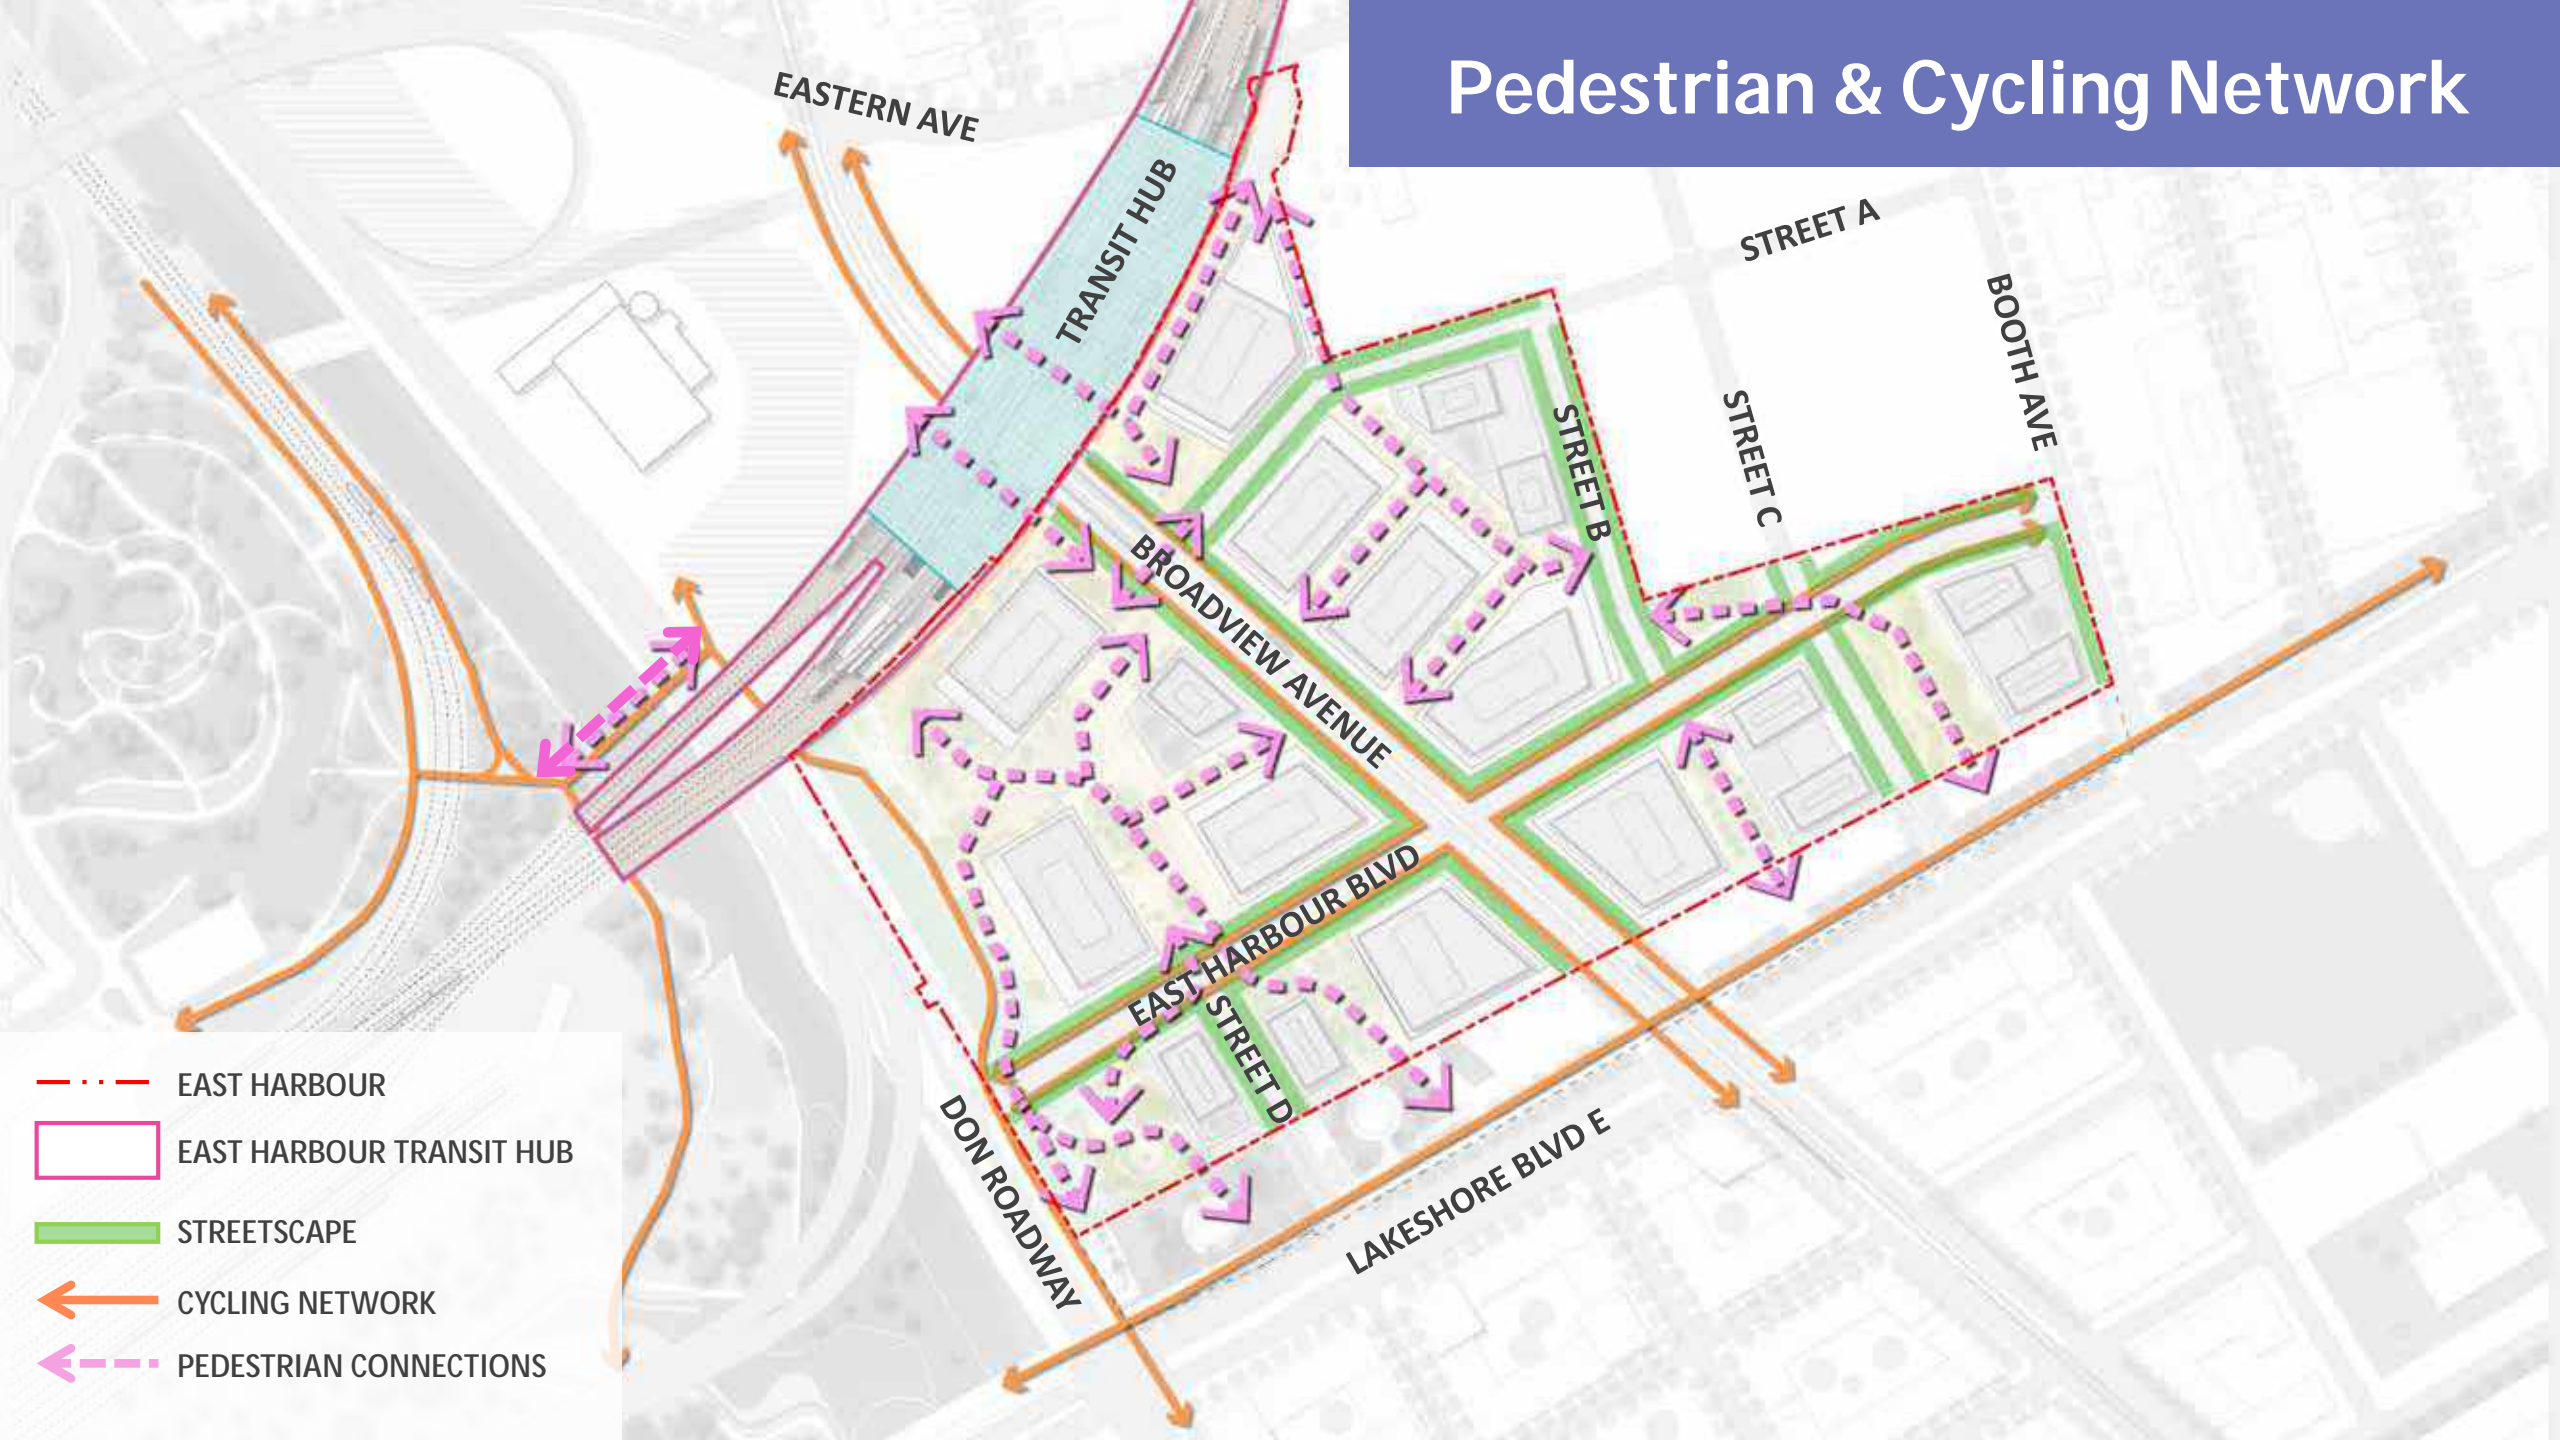 Pedestrian & Cycling Network
EASTERN AVE
TRANSIT HUB
STREET A
BOOTH AVE
STREET B
STREET C
BROADVIEW AVENUE
EAST HARBOUR BLVD
STREET D
DON ROADWAY
LAKESHORE BLVD E
EAST HARBOUR
EAST HARBOUR TRANSIT HUB
STREETSCAPE
CYCLING NETWORK
PEDESTRIAN CONNECTIONS